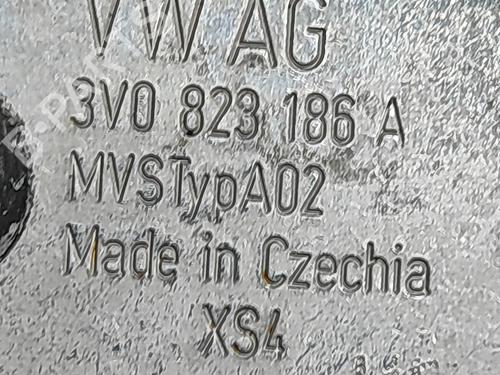 VW AG
3V0 823 186 A
MVSTypA02
Made in Czechia
XS4